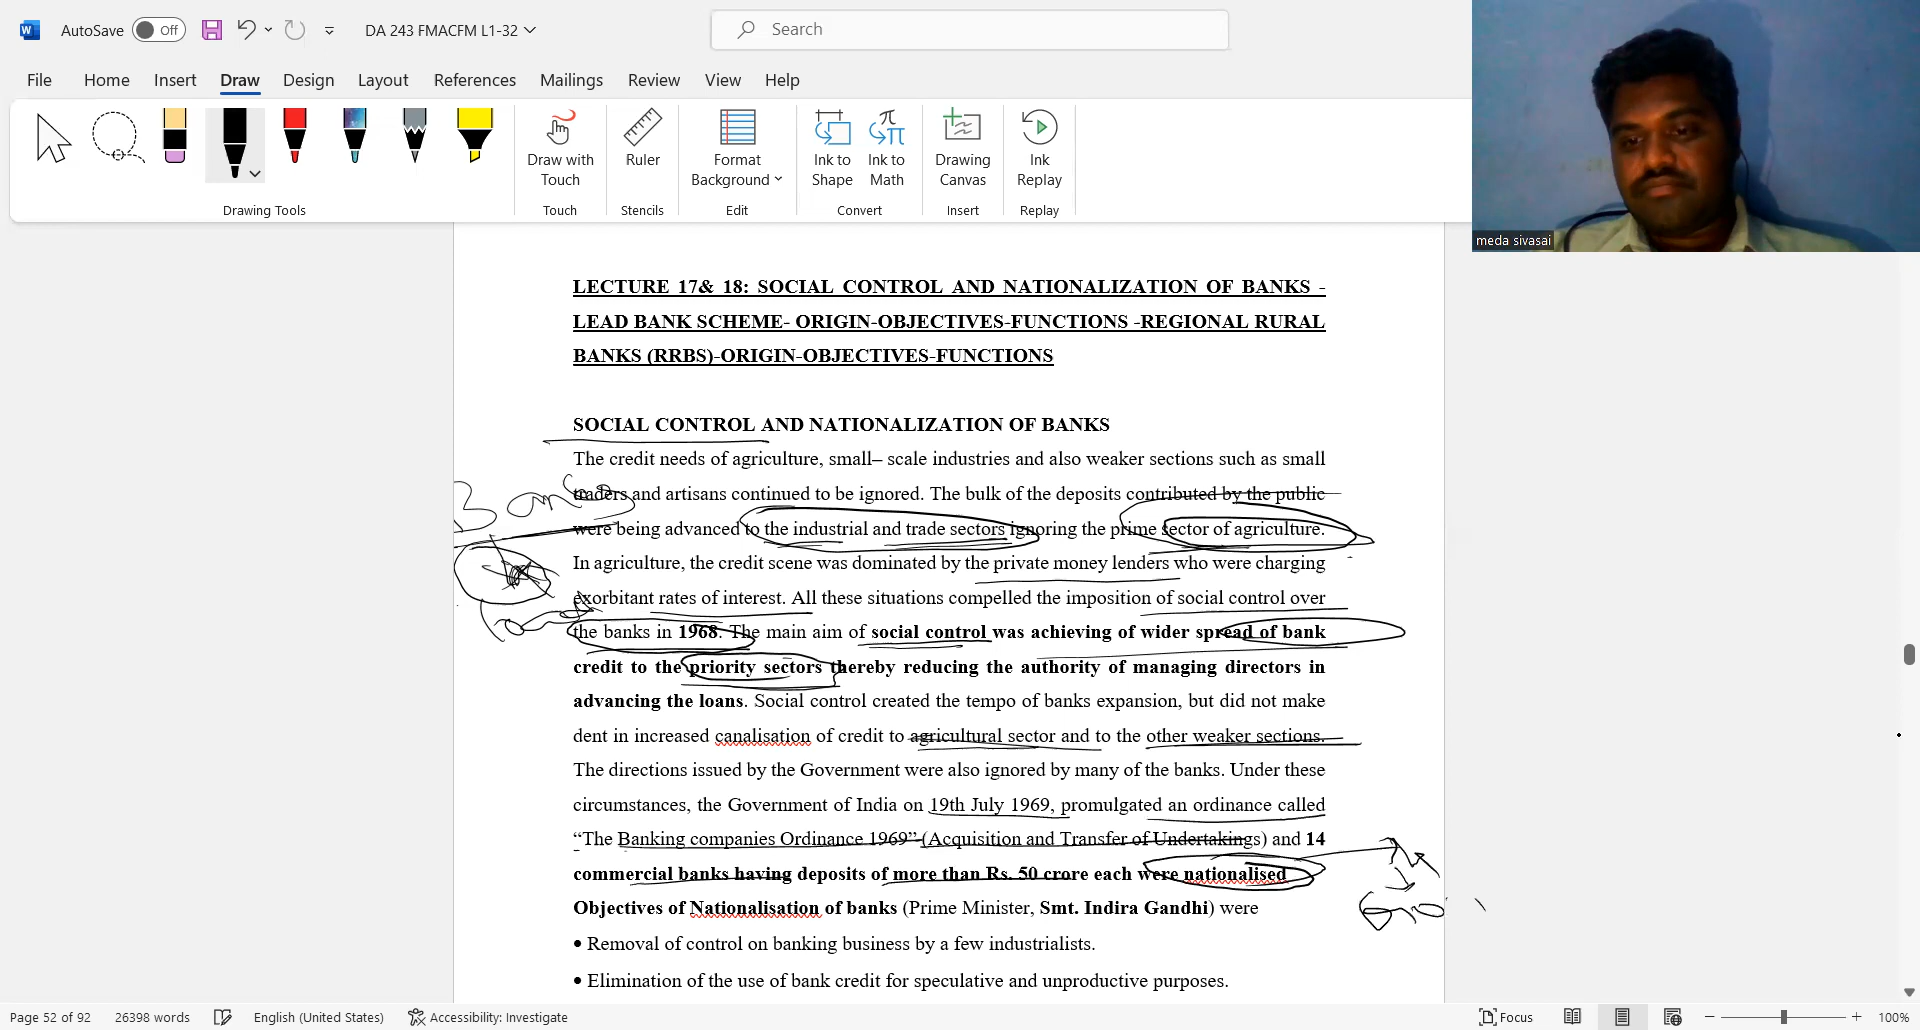 AutoSave Off DA 243 FMACFM L1-32 Search
File Home Insert Draw Design Layout References Mailings Review View Help
Draw with Touch Ruler Format Background Ink to Shape Ink to Math Drawing Canvas Ink Replay
Drawing Tools Touch Stencils Edit Convert Insert Replay
meda sivasai
LECTURE 17& 18: SOCIAL CONTROL AND NATIONALIZATION OF BANKS -
LEAD BANK SCHEME- ORIGIN-OBJECTIVES-FUNCTIONS -REGIONAL RURAL
BANKS (RRBS)-ORIGIN-OBJECTIVES-FUNCTIONS
SOCIAL CONTROL AND NATIONALIZATION OF BANKS
The credit needs of agriculture, small– scale industries and also weaker sections such as small
traders and artisans continued to be ignored. The bulk of the deposits contributed by the public
were being advanced to the industrial and trade sectors ignoring the prime sector of agriculture.
In agriculture, the credit scene was dominated by the private money lenders who were charging
exorbitant rates of interest. All these situations compelled the imposition of social control over
the banks in 1968. The main aim of social control was achieving of wider spread of bank
credit to the priority sectors thereby reducing the authority of managing directors in
advancing the loans. Social control created the tempo of banks expansion, but did not make
dent in increased canalisation of credit to agricultural sector and to the other weaker sections.
The directions issued by the Government were also ignored by many of the banks. Under these
circumstances, the Government of India on 19th July 1969, promulgated an ordinance called
“The Banking companies Ordinance 1969” (Acquisition and Transfer of Undertakings) and 14
commercial banks having deposits of more than Rs. 50 crore each were nationalised
Objectives of Nationalisation of banks (Prime Minister, Smt. Indira Gandhi) were
• Removal of control on banking business by a few industrialists.
• Elimination of the use of bank credit for speculative and unproductive purposes.
Page 52 of 92 26398 words English (United States) Accessibility: Investigate Focus 100%